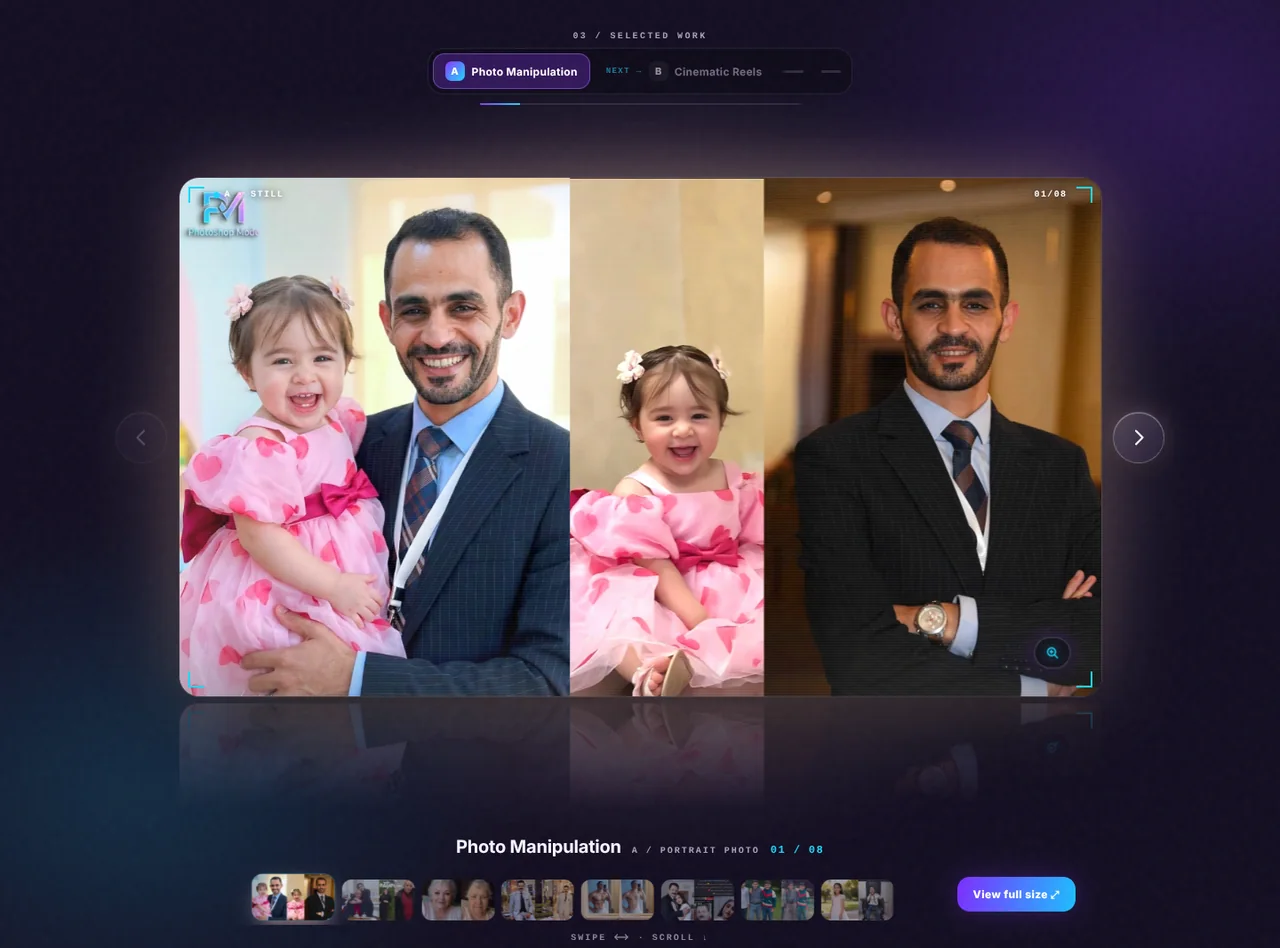 03 / SELECTED WORK
A Photo Manipulation NEXT → B Cinematic Reels
A STILL 01/08
Photoshop Mode
Photo Manipulation A / PORTRAIT PHOTO 01 / 08
View full size ⤢
SWIPE ⟷ · SCROLL ↓